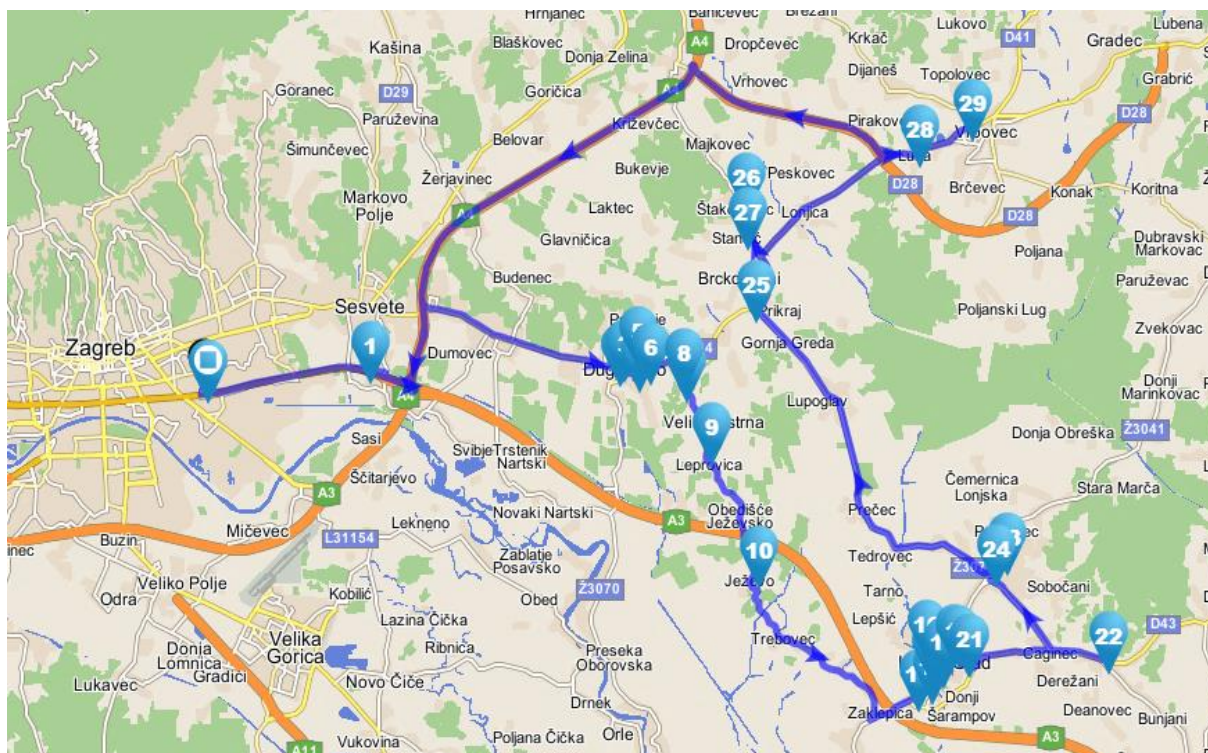 Hrnjanec
Banićevec
Brežani
Lukovo
Lubena
Blaškovec
A4
Dropčevec
Krkač
D41
Gradec
Kašina
Donja Zelina
Vrhovec
Dijaneš
Topolovec
Grabrić
Goranec
D29
Goričica
29
Paruževina
Križevčec
28
D28
Belovar
Majkovec
Šimunčevec
Bukevje
26
Peskovec
Brčevec
Konak
Koritna
Žerjavinec
D28
Markovo
Polje
Laktec
27
Lonjica
D28
Glavničica
Poljana
Dubravski
Markovac
Budenec
25
Paruževac
Sesvete
Prikraj
Poljanski Lug
Zvekovac
Zagreb
1
Dumovec
6
8
Gornja Greda
Donji
Marinkovac
A4
Lupoglav
9
Sasi
Svibje
Trstenik
Nartski
Leprovica
Donja Obreška
Ž3041
Ščitarjevo
Čemernica
Lonjska
Stara Marča
A3
Novaki Nartski
Obedišće
Ježevsko
Mičevec
Lekneno
A3
Prečec
Buzin
L31154
Zablatje
Posavsko
10
Tedrovec
24
Veliko Polje
Ž3070
Ježevo
Sobočani
Odra
Kobilić
Obed
Tarno
Lazina Čička
Lepšić
Donja
Lomnica
Velika
Gorica
Ribnica
Preseka
Oborovska
Trebovec
21
22
D43
Gradići
Caginec
Lukavec
Novo Čiče
Derežani
Drnek
Donji
Zaklepica
Šarampov
Deanovec
Bunjani
A11
Vukovina
Poljana Čička
Orle
A3